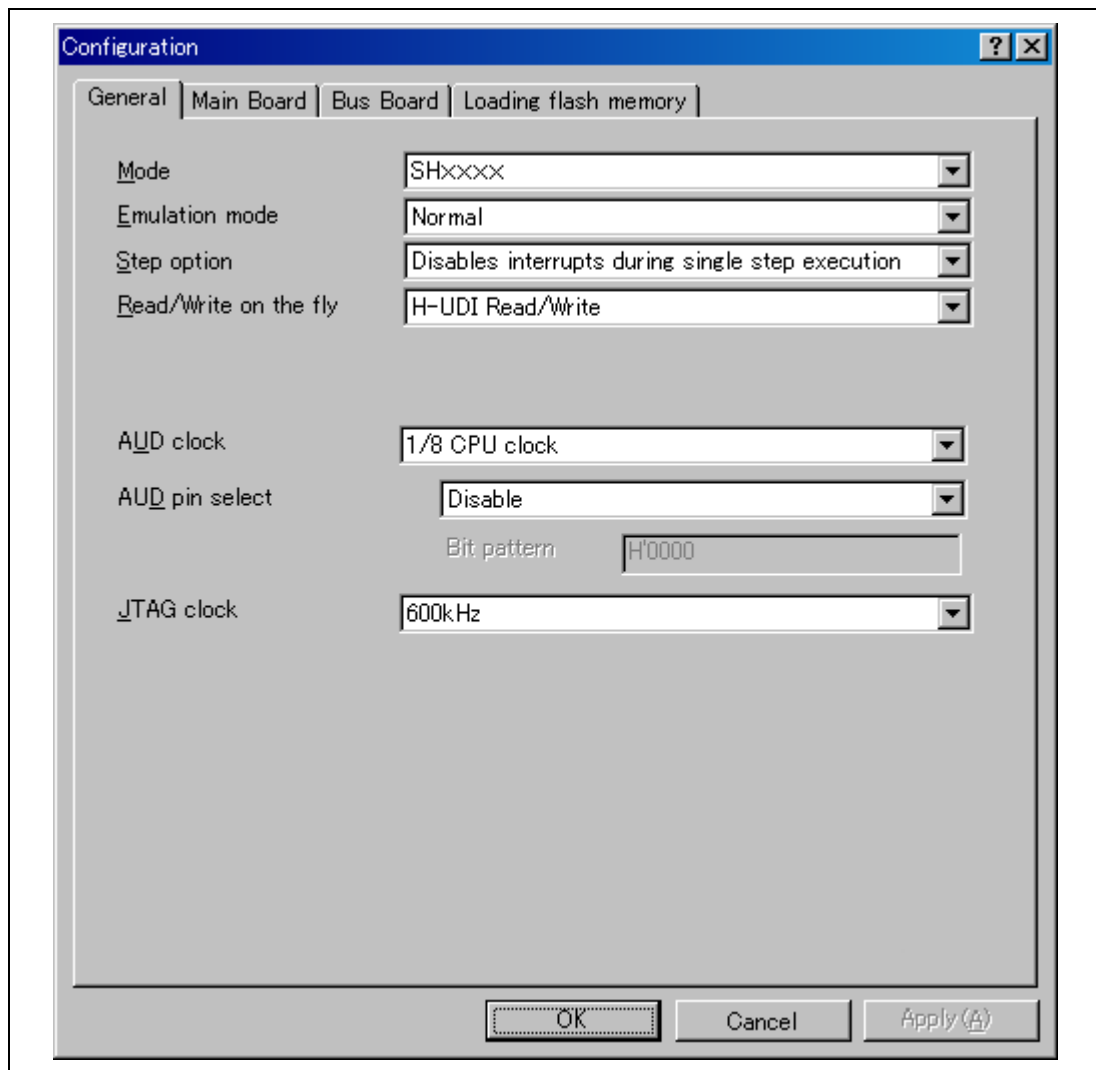 Configuration
General Main Board Bus Board Loading flash memory
Mode SH×××× 
Emulation mode Normal
Step option Disables interrupts during single step execution
Read/Write on the fly H-UDI Read/Write
AUD clock 1/8 CPU clock
AUD pin select Disable
Bit pattern H'0000
JTAG clock 600kHz
OK Cancel Apply(A)